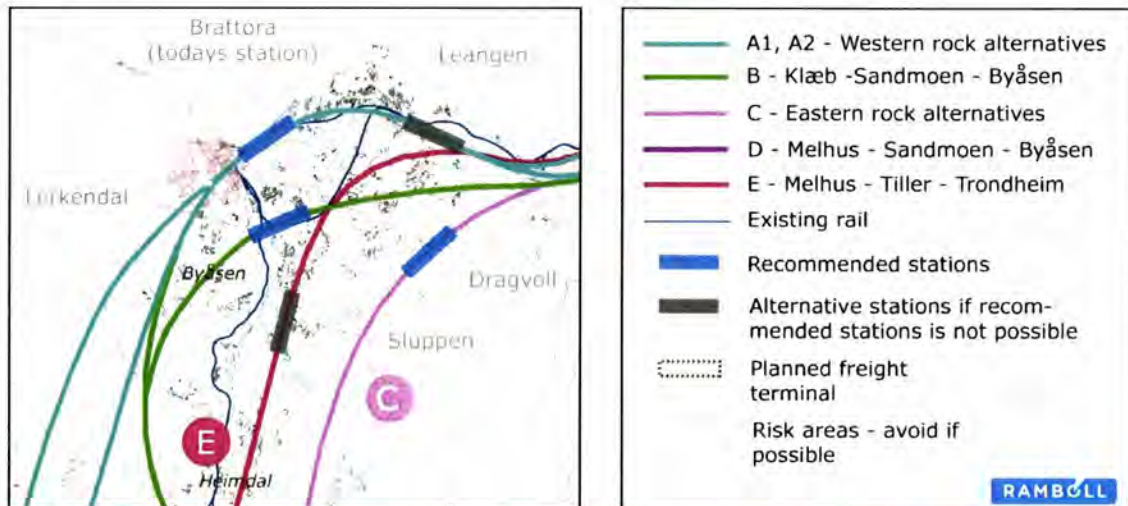 Brattora
(todays station)
Leangen
Lerkendal
Byåsen
Dragvoll
Sluppen
C
E
Heimdal
A1, A2 - Western rock alternatives
B - Klæb -Sandmoen - Byåsen
C - Eastern rock alternatives
D - Melhus - Sandmoen - Byåsen
E - Melhus - Tiller - Trondheim
Existing rail
Recommended stations
Alternative stations if recom-
mended stations is not possible
Planned freight
terminal
Risk areas - avoid if
possible
RAMBOLL